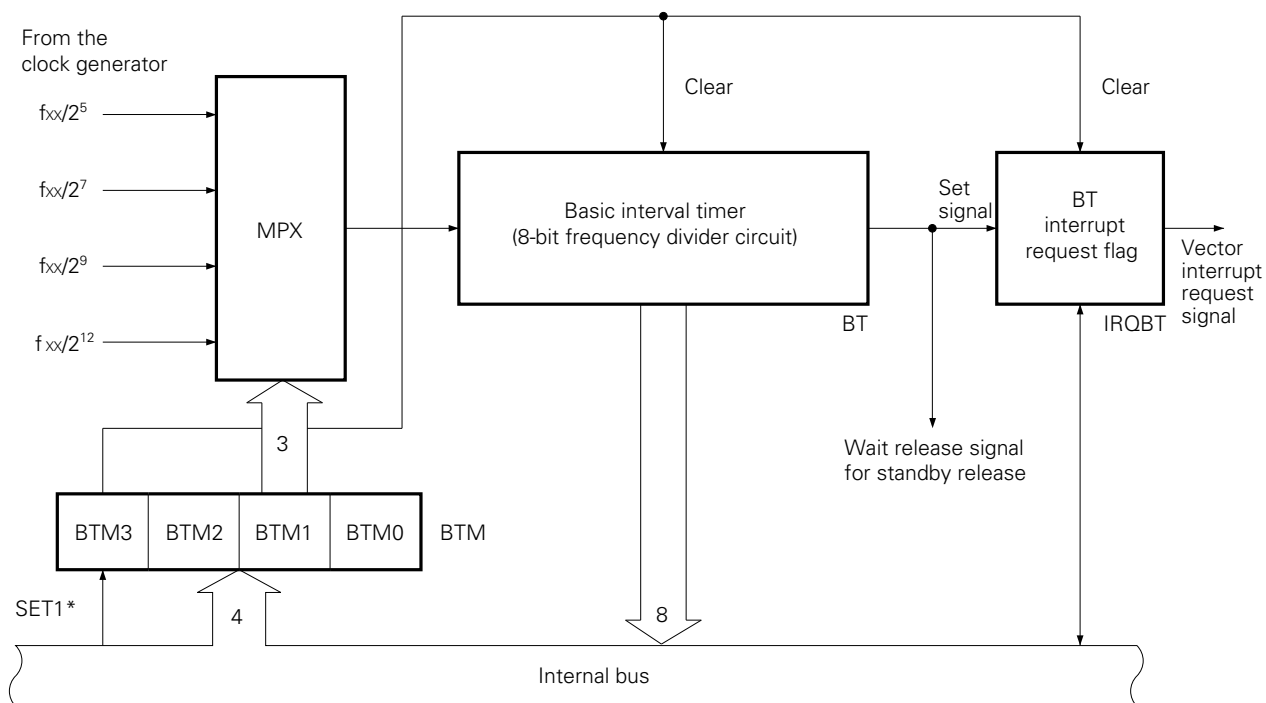 From the
clock generator
fxx/2⁵
fxx/2⁷
fxx/2⁹
fxx/2¹²
MPX
Clear
Clear
Basic interval timer
(8-bit frequency divider circuit)
BT
Set
signal
BT
interrupt
request flag
IRQBT
Vector
interrupt
request
signal
Wait release signal
for standby release
3
BTM3 BTM2 BTM1 BTM0 BTM
SET1*
4
8
Internal bus